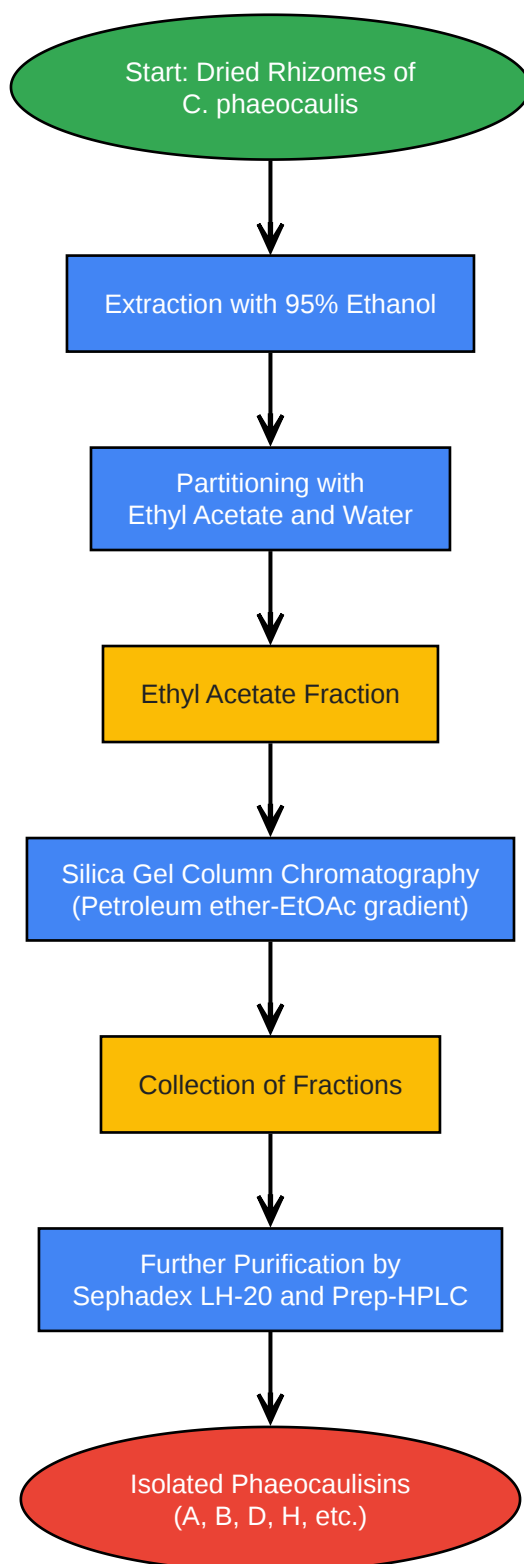 Start: Dried Rhizomes of
C. phaeocaulis
Extraction with 95% Ethanol
Partitioning with
Ethyl Acetate and Water
Ethyl Acetate Fraction
Silica Gel Column Chromatography
(Petroleum ether-EtOAc gradient)
Collection of Fractions
Further Purification by
Sephadex LH-20 and Prep-HPLC
Isolated Phaeocaulisins
(A, B, D, H, etc.)